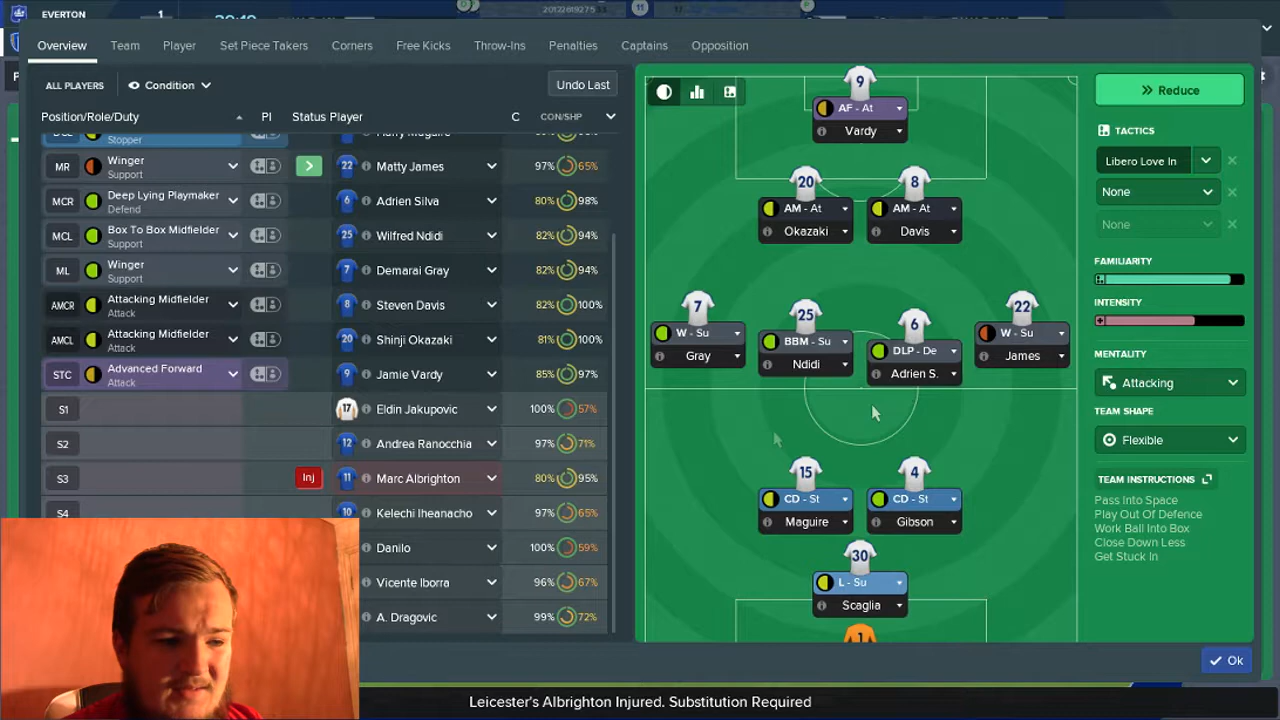 EVERTON
1
20122619275
11
Overview
Team
Player
Set Piece Takers
Corners
Free Kicks
Throw-Ins
Penalties
Captains
Opposition
ALL PLAYERS
Condition
Undo Last
Position/Role/Duty
PI
Status
Player
C
CON/SHP
Stopper
Harry Maguire
MR
Winger
Support
22
Matty James
97%
65%
MCR
Deep Lying Playmaker
Defend
6
Adrien Silva
80%
98%
MCL
Box To Box Midfielder
Support
25
Wilfred Ndidi
82%
94%
ML
Winger
Support
7
Demarai Gray
82%
94%
AMCR
Attacking Midfielder
Attack
8
Steven Davis
82%
100%
AMCL
Attacking Midfielder
Attack
20
Shinji Okazaki
81%
100%
STC
Advanced Forward
Attack
9
Jamie Vardy
85%
97%
S1
17
Eldin Jakupovic
100%
57%
S2
12
Andrea Ranocchia
97%
71%
S3
Inj
11
Marc Albrighton
80%
95%
S4
10
Kelechi Iheanacho
97%
65%
Danilo
100%
59%
Vicente Iborra
96%
67%
A. Dragovic
99%
72%
9
AF - At
Vardy
20
AM - At
Okazaki
8
AM - At
Davis
7
W - Su
Gray
25
BBM - Su
Ndidi
6
DLP - De
Adrien S.
22
W - Su
James
15
CD - St
Maguire
4
CD - St
Gibson
30
L - Su
Scaglia
1
Reduce
TACTICS
Libero Love In
None
None
FAMILIARITY
INTENSITY
MENTALITY
Attacking
TEAM SHAPE
Flexible
TEAM INSTRUCTIONS
Pass Into Space
Play Out Of Defence
Work Ball Into Box
Close Down Less
Get Stuck In
Ok
Leicester's Albrighton Injured. Substitution Required